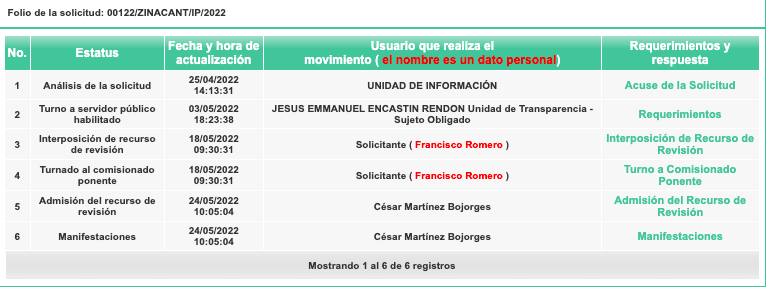 Folio de la solicitud: 00122/ZINACANT/IP/2022
No. Estatus Fecha y hora de actualización Usuario que realiza el movimiento ( el nombre es un dato personal) Requerimientos y respuesta
1 Análisis de la solicitud 25/04/2022 14:13:31 UNIDAD DE INFORMACIÓN Acuse de la Solicitud
2 Turno a servidor público habilitado 03/05/2022 18:23:38 JESUS EMMANUEL ENCASTIN RENDON Unidad de Transparencia - Sujeto Obligado Requerimientos
3 Interposición de recurso de revisión 18/05/2022 09:30:31 Solicitante ( Francisco Romero ) Interposición de Recurso de Revisión
4 Turnado al comisionado ponente 18/05/2022 09:30:31 Solicitante ( Francisco Romero ) Turno a Comisionado Ponente
5 Admisión del recurso de revisión 24/05/2022 10:05:04 César Martínez Bojorges Admisión del Recurso de Revisión
6 Manifestaciones 24/05/2022 10:05:04 César Martínez Bojorges Manifestaciones
Mostrando 1 al 6 de 6 registros